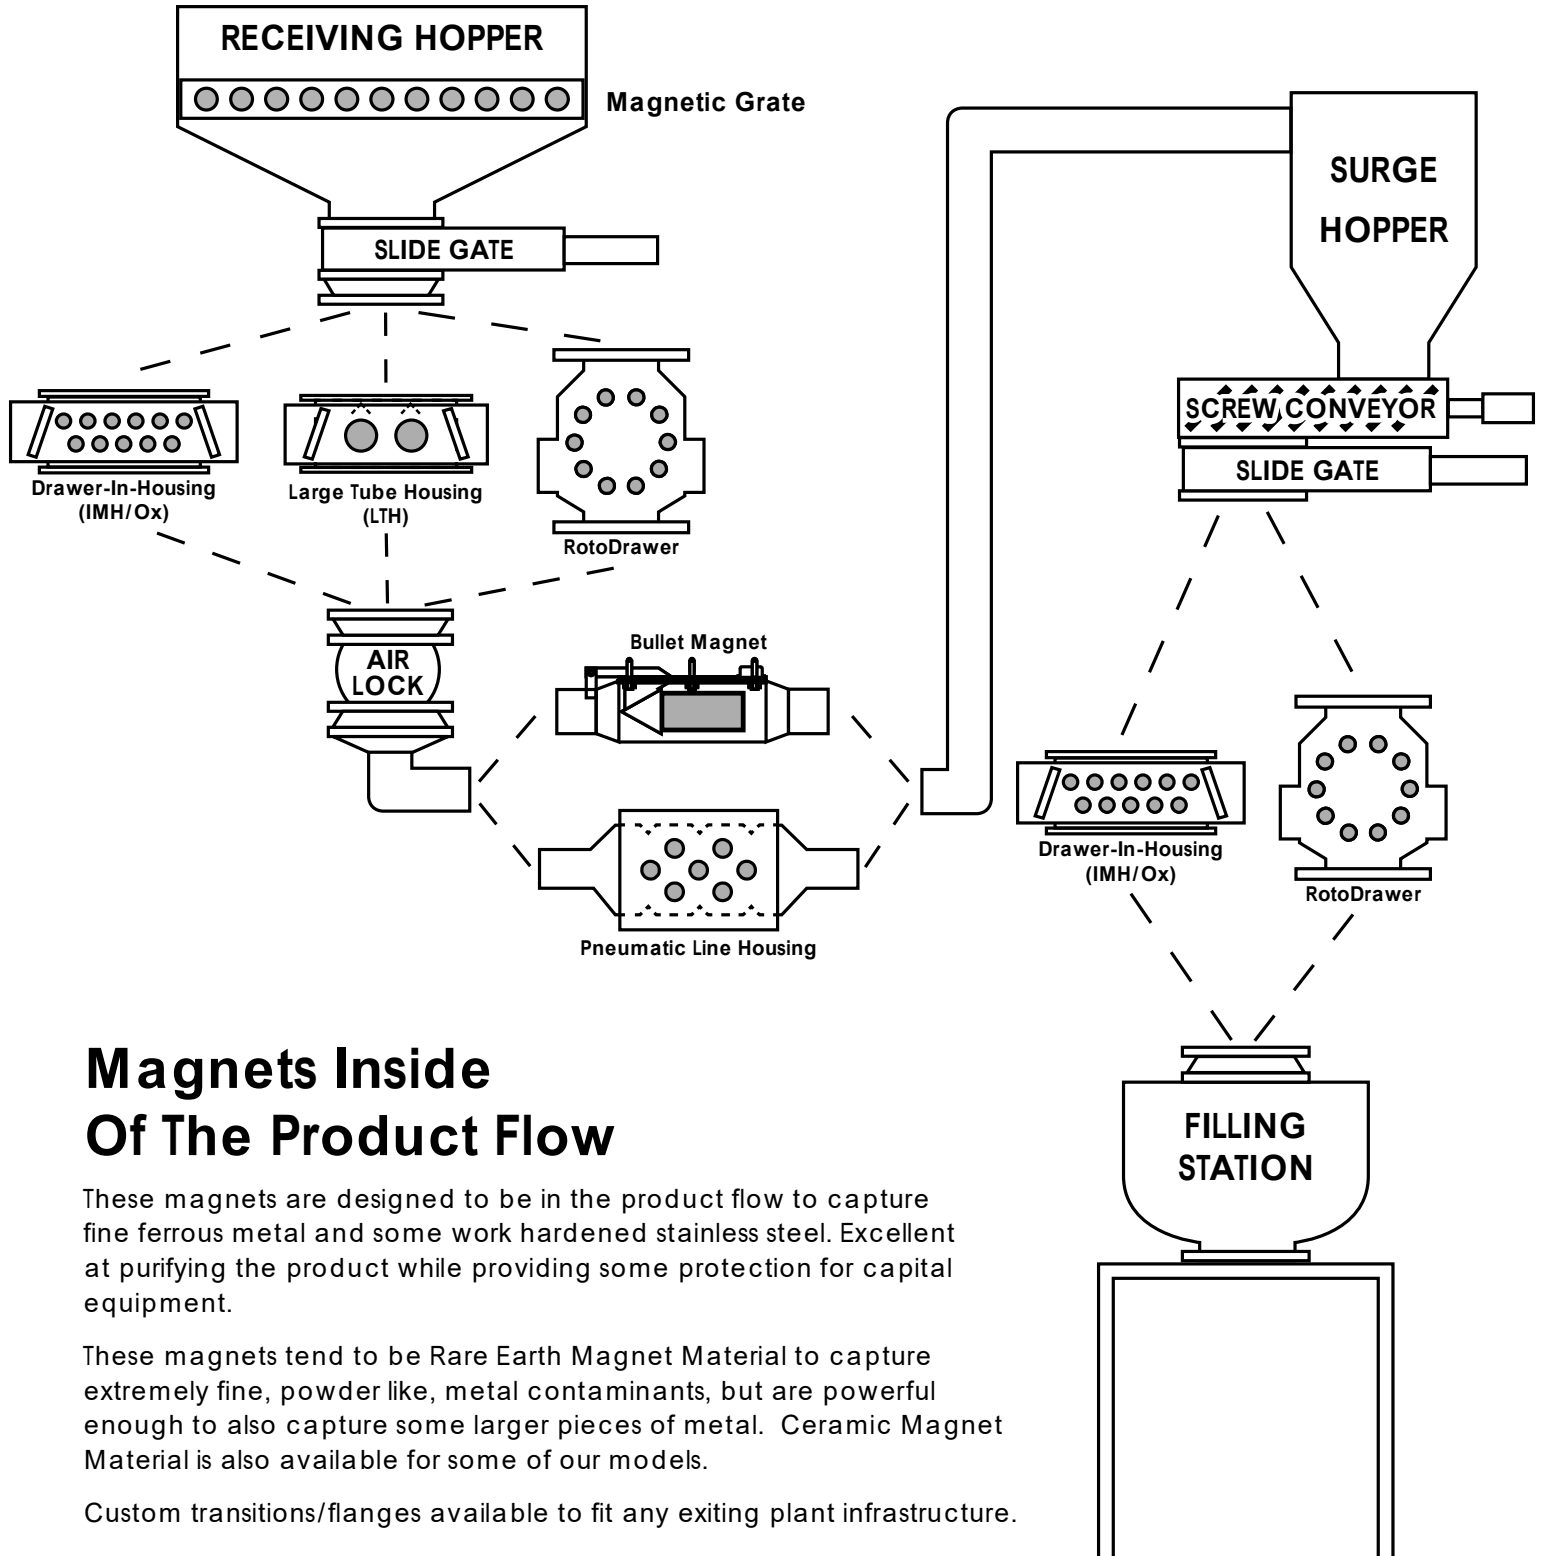 RECEIVING HOPPER
Magnetic Grate
SLIDE GATE
Drawer-In-Housing
(IMH/Ox)
Large Tube Housing
(LTH)
RotoDrawer
AIR
LOCK
Bullet Magnet
Pneumatic Line Housing
SURGE
HOPPER
SCREW CONVEYOR
SLIDE GATE
Drawer-In-Housing
(IMH/Ox)
RotoDrawer
FILLING
STATION
Magnets Inside
Of The Product Flow
These magnets are designed to be in the product flow to capture
fine ferrous metal and some work hardened stainless steel. Excellent
at purifying the product while providing some protection for capital
equipment.
These magnets tend to be Rare Earth Magnet Material to capture
extremely fine, powder like, metal contaminants, but are powerful
enough to also capture some larger pieces of metal.  Ceramic Magnet
Material is also available for some of our models.
Custom transitions/flanges available to fit any exiting plant infrastructure.